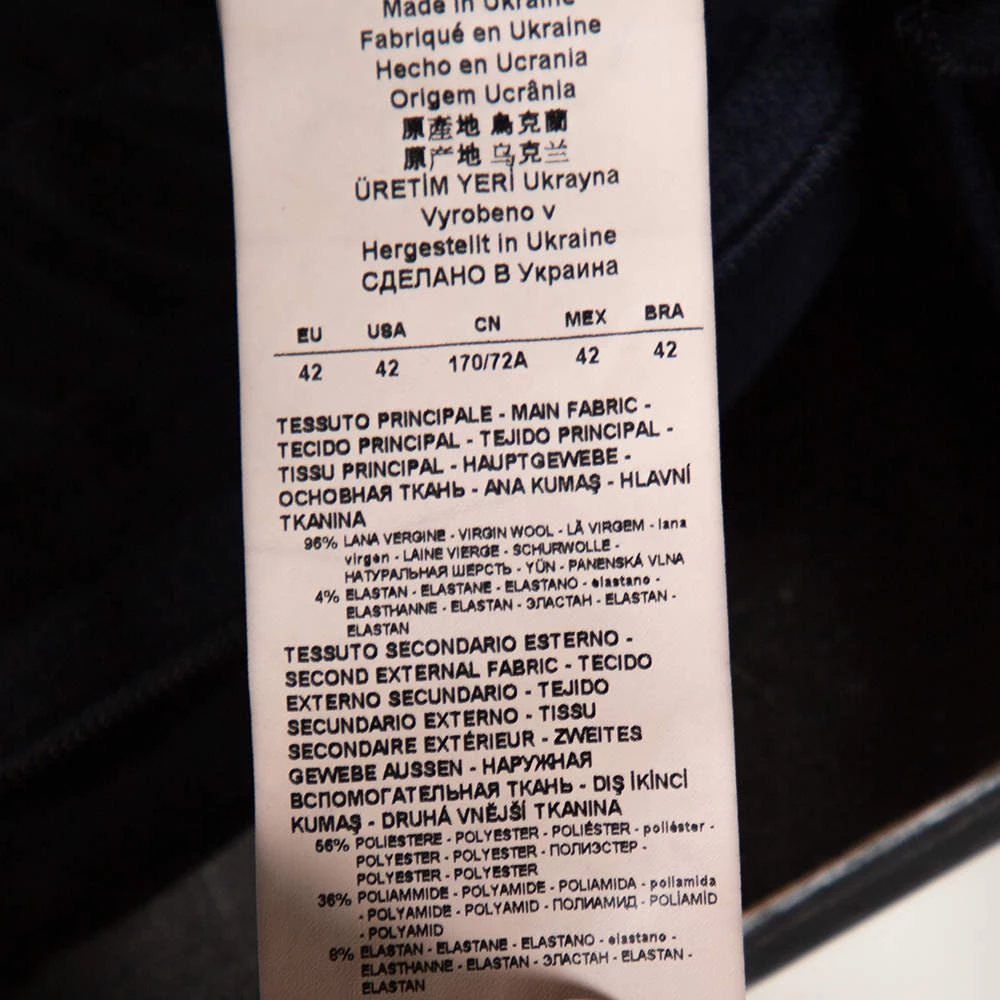 Made in Ukraine
Fabriqué en Ukraine
Hecho en Ucrania
Origem Ucrânia
原產地 烏克蘭
原产地 乌克兰
ÜRETİM YERİ Ukrayna
Vyrobeno v
Hergestellt in Ukraine
СДЕЛАНО В Украина
EU USA CN MEX BRA
42 42 170/72A 42 42
TESSUTO PRINCIPALE - MAIN FABRIC -
TECIDO PRINCIPAL - TEJIDO PRINCIPAL -
TISSU PRINCIPAL - HAUPTGEWEBE -
ОСНОВНАЯ ТКАНЬ - ANA KUMAŞ - HLAVNÍ
TKANINA
96% LANA VERGINE - VIRGIN WOOL - LÃ VIRGEM - lana
virgen - LAINE VIERGE - SCHURWOLLE -
НАТУРАЛЬНАЯ ШЕРСТЬ - YÜN - PANENSKÁ VLNA
4% ELASTAN - ELASTANE - ELASTANO - elastano -
ELASTHANNE - ELASTAN - ЭЛАСТАН - ELASTAN -
ELASTAN
TESSUTO SECONDARIO ESTERNO -
SECOND EXTERNAL FABRIC - TECIDO
EXTERNO SECUNDARIO - TEJIDO
SECUNDARIO EXTERNO - TISSU
SECONDAIRE EXTÉRIEUR - ZWEITES
GEWEBE AUSSEN - НАРУЖНАЯ
ВСПОМОГАТЕЛЬНАЯ ТКАНЬ - DIŞ İKİNCİ
KUMAŞ - DRUHÁ VNĚJŠÍ TKANINA
56% POLIESTERE - POLYESTER - POLIÉSTER - poliéster -
POLYESTER - POLYESTER - ПОЛИЭСТЕР -
POLYESTER - POLYESTER
36% POLIAMMIDE - POLYAMIDE - POLIAMIDA - poliamida
- POLYAMIDE - POLYAMID - ПОЛИАМИД - POLİAMİD
- POLYAMID
8% ELASTAN - ELASTANE - ELASTANO - elastano -
ELASTHANNE - ELASTAN - ЭЛАСТАН - ELASTAN -
ELASTAN